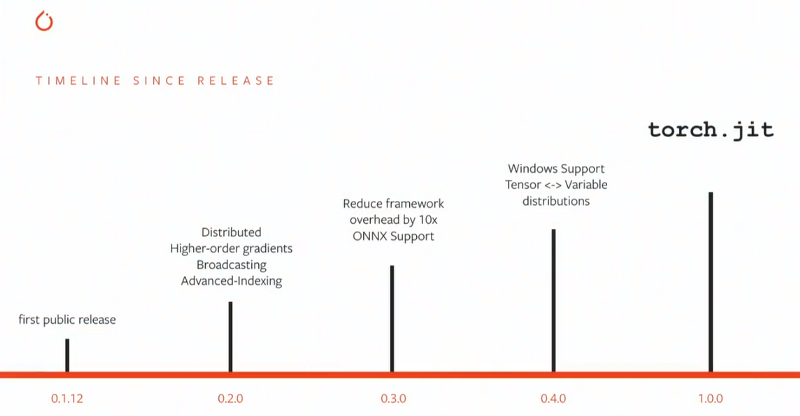 TIMELINE SINCE RELEASE
torch.jit
Windows Support
Tensor <-> Variable
distributions
Reduce framework
overhead by 10x
ONNX Support
Distributed
Higher-order gradients
Broadcasting
Advanced-Indexing
first public release
0.1.12
0.2.0
0.3.0
0.4.0
1.0.0